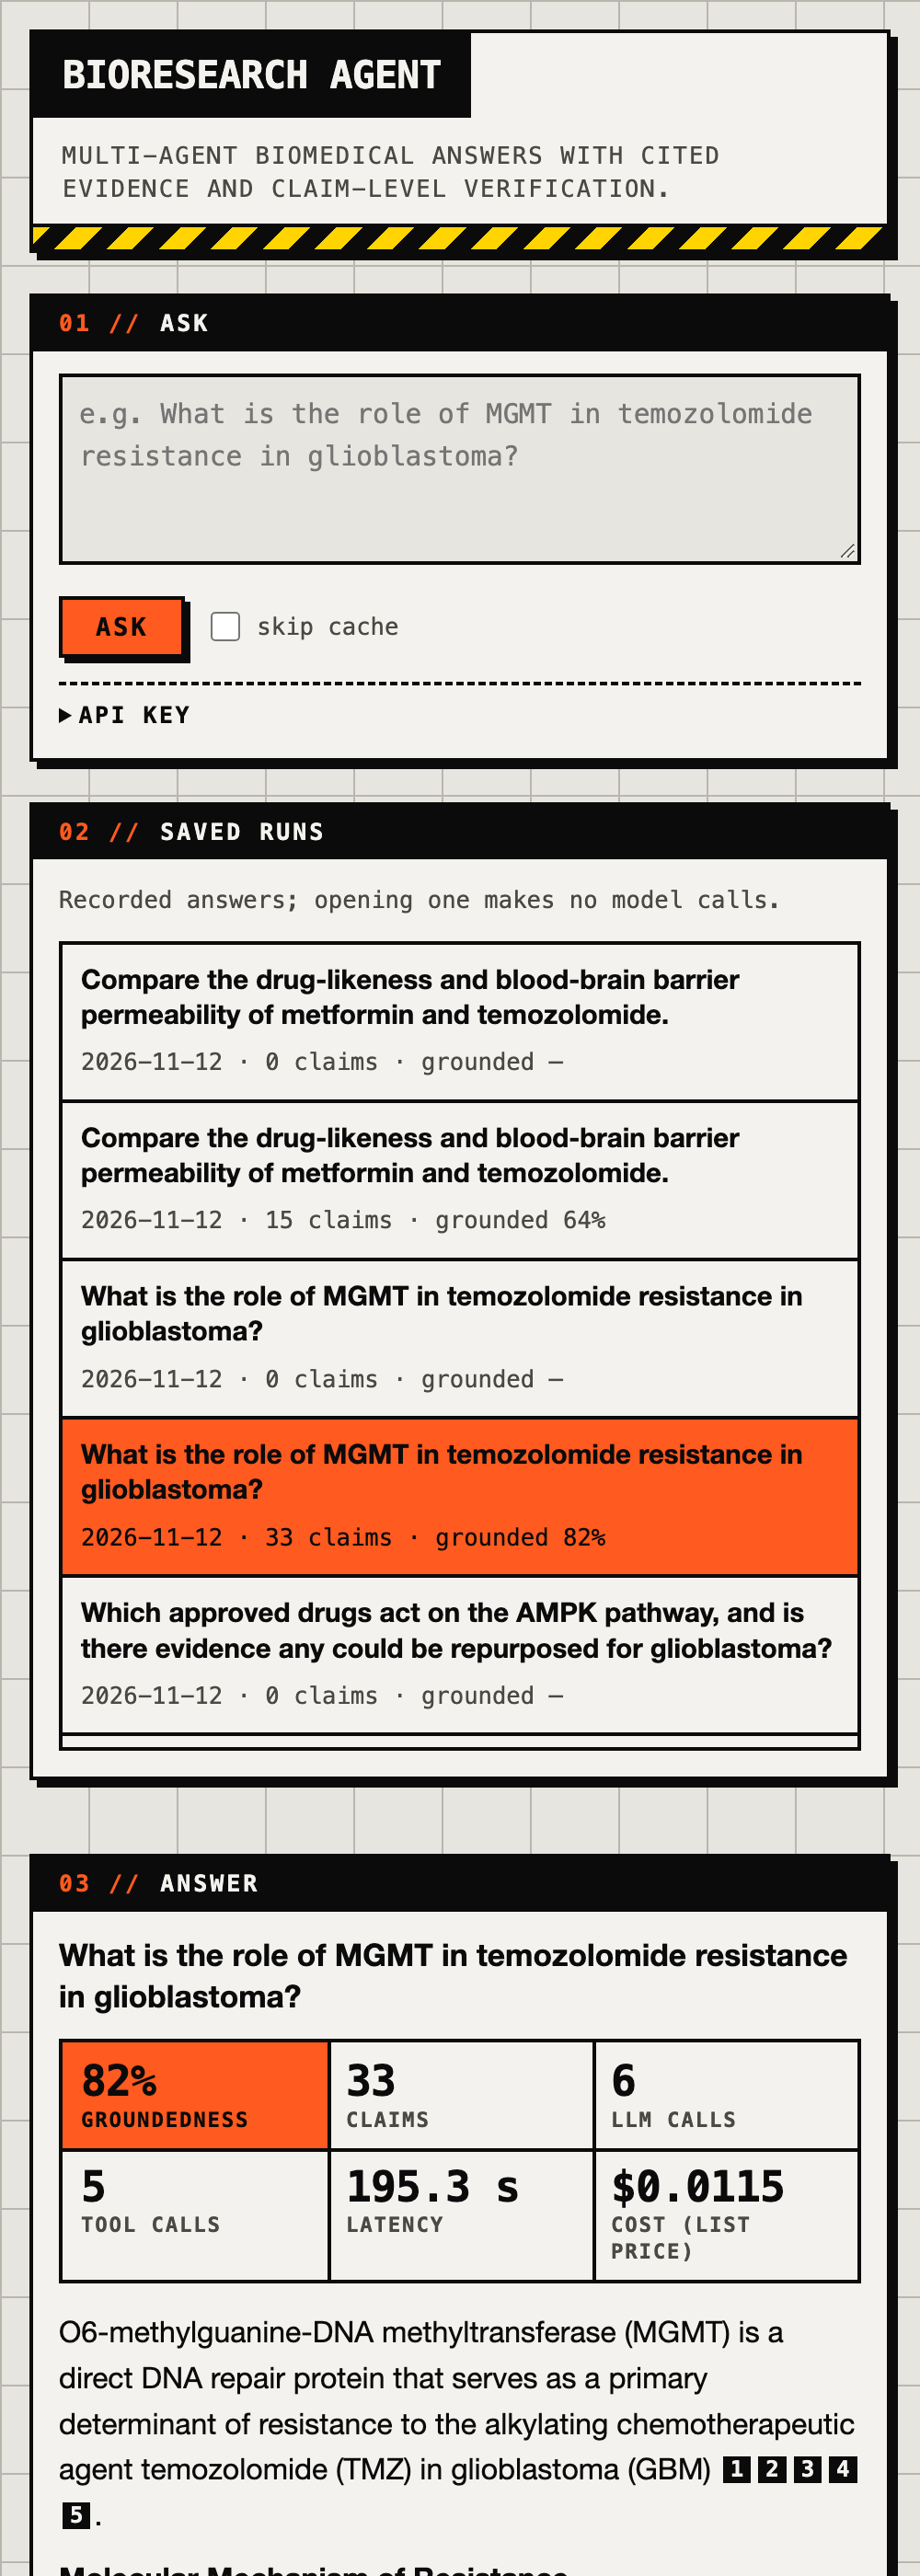 BIORESEARCH AGENT
MULTI–AGENT BIOMEDICAL ANSWERS WITH CITED
EVIDENCE AND CLAIM–LEVEL VERIFICATION.
01 // ASK
e.g. What is the role of MGMT in temozolomide
resistance in glioblastoma?
ASK
skip cache
▶API KEY
02 // SAVED RUNS
Recorded answers; opening one makes no model calls.
Compare the drug-likeness and blood-brain barrier
permeability of metformin and temozolomide.
2026–11–12 · 0 claims · grounded —
Compare the drug-likeness and blood-brain barrier
permeability of metformin and temozolomide.
2026–11–12 · 15 claims · grounded 64%
What is the role of MGMT in temozolomide resistance in
glioblastoma?
2026–11–12 · 0 claims · grounded —
What is the role of MGMT in temozolomide resistance in
glioblastoma?
2026–11–12 · 33 claims · grounded 82%
Which approved drugs act on the AMPK pathway, and is
there evidence any could be repurposed for glioblastoma?
2026–11–12 · 0 claims · grounded —
03 // ANSWER
What is the role of MGMT in temozolomide resistance
in glioblastoma?
82%
GROUNDEDNESS
33
CLAIMS
6
LLM CALLS
5
TOOL CALLS
195.3 s
LATENCY
$0.0115
COST (LIST
PRICE)
O6-methylguanine-DNA methyltransferase (MGMT) is a
direct DNA repair protein that serves as a primary
determinant of resistance to the alkylating chemotherapeutic
agent temozolomide (TMZ) in glioblastoma (GBM) 1 2 3 4
5.
Molecular Mechanism of Resistance